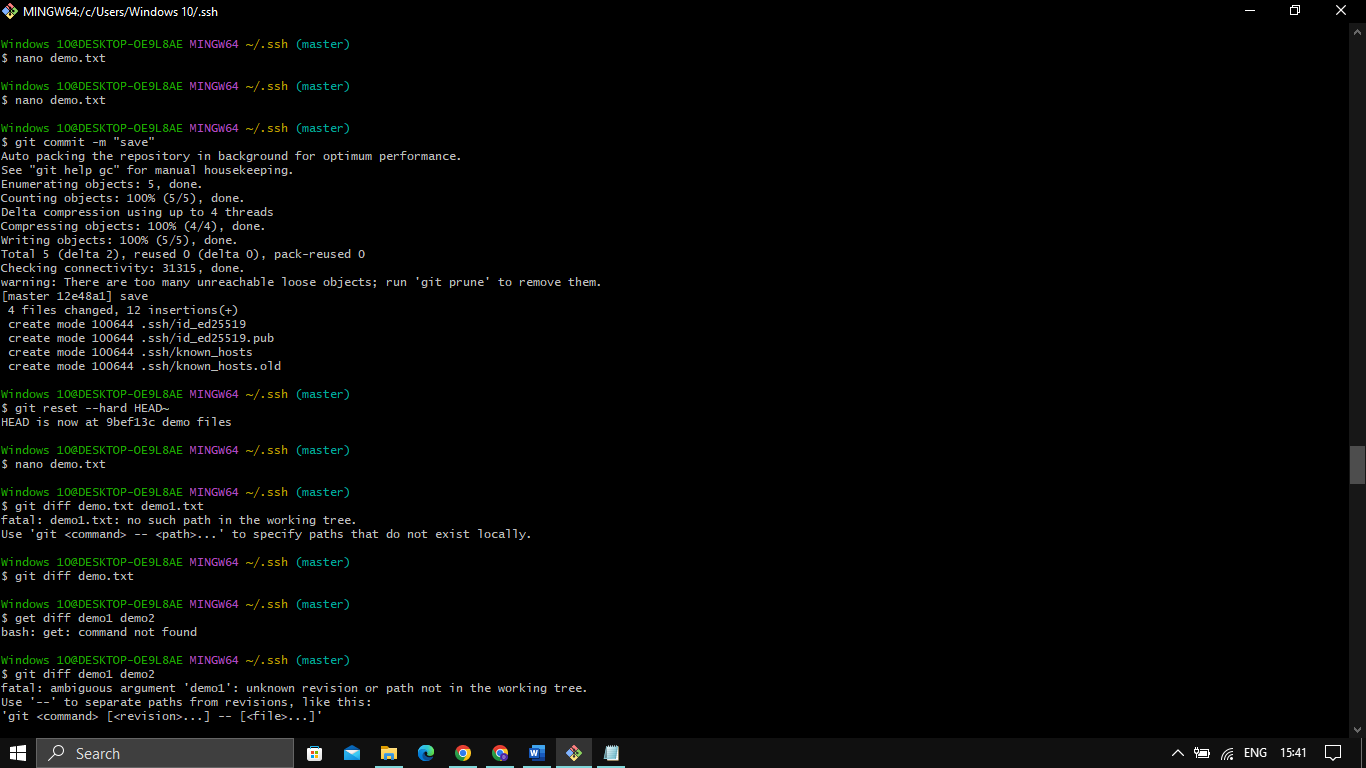 MINGW64:/c/Users/Windows 10/.ssh
Windows 10@DESKTOP-OE9L8AE MINGW64 ~/.ssh (master)
$ nano demo.txt
Windows 10@DESKTOP-OE9L8AE MINGW64 ~/.ssh (master)
$ nano demo.txt
Windows 10@DESKTOP-OE9L8AE MINGW64 ~/.ssh (master)
$ git commit -m "save"
Auto packing the repository in background for optimum performance.
See "git help gc" for manual housekeeping.
Enumerating objects: 5, done.
Counting objects: 100% (5/5), done.
Delta compression using up to 4 threads
Compressing objects: 100% (4/4), done.
Writing objects: 100% (5/5), done.
Total 5 (delta 2), reused 0 (delta 0), pack-reused 0
Checking connectivity: 31315, done.
warning: There are too many unreachable loose objects; run 'git prune' to remove them.
[master 12e48a1] save
 4 files changed, 12 insertions(+)
 create mode 100644 .ssh/id_ed25519
 create mode 100644 .ssh/id_ed25519.pub
 create mode 100644 .ssh/known_hosts
 create mode 100644 .ssh/known_hosts.old
Windows 10@DESKTOP-OE9L8AE MINGW64 ~/.ssh (master)
$ git reset --hard HEAD~
HEAD is now at 9bef13c demo files
Windows 10@DESKTOP-OE9L8AE MINGW64 ~/.ssh (master)
$ nano demo.txt
Windows 10@DESKTOP-OE9L8AE MINGW64 ~/.ssh (master)
$ git diff demo.txt demo1.txt
fatal: demo1.txt: no such path in the working tree.
Use 'git <command> -- <path>...' to specify paths that do not exist locally.
Windows 10@DESKTOP-OE9L8AE MINGW64 ~/.ssh (master)
$ git diff demo.txt
Windows 10@DESKTOP-OE9L8AE MINGW64 ~/.ssh (master)
$ get diff demo1 demo2
bash: get: command not found
Windows 10@DESKTOP-OE9L8AE MINGW64 ~/.ssh (master)
$ git diff demo1 demo2
fatal: ambiguous argument 'demo1': unknown revision or path not in the working tree.
Use '--' to separate paths from revisions, like this:
'git <command> [<revision>...] -- [<file>...]'
Search
ENG
15:41